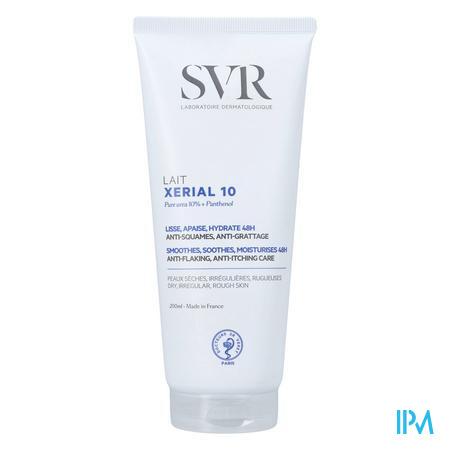 SVR
LABORATOIRE DERMATOLOGIQUE
LAIT
XERIAL 10
Pure urea 10% + Panthenol
LISSE, APAISE, HYDRATE 48H
ANTI-SQUAMES, ANTI-GRATTAGE
SMOOTHES, SOOTHES, MOISTURISES 48H
ANTI-FLAKING, ANTI-ITCHING CARE
PEAUX SÈCHES, IRRÉGULIÈRES, RUGUEUSES
DRY, IRREGULAR, ROUGH SKIN
200ml - Made in France
PARIS
IPM